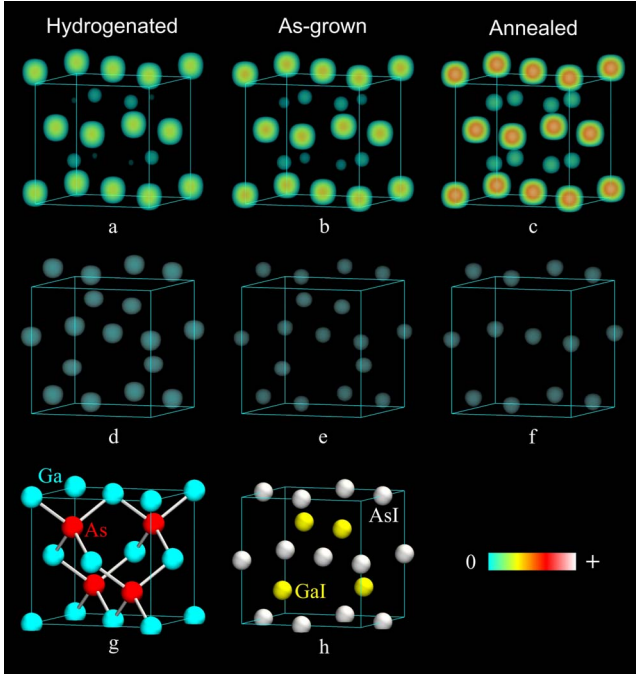 Hydrogenated As-grown Annealed
a b c
d e f
Ga
As
AsI
GaI
0 +
g h